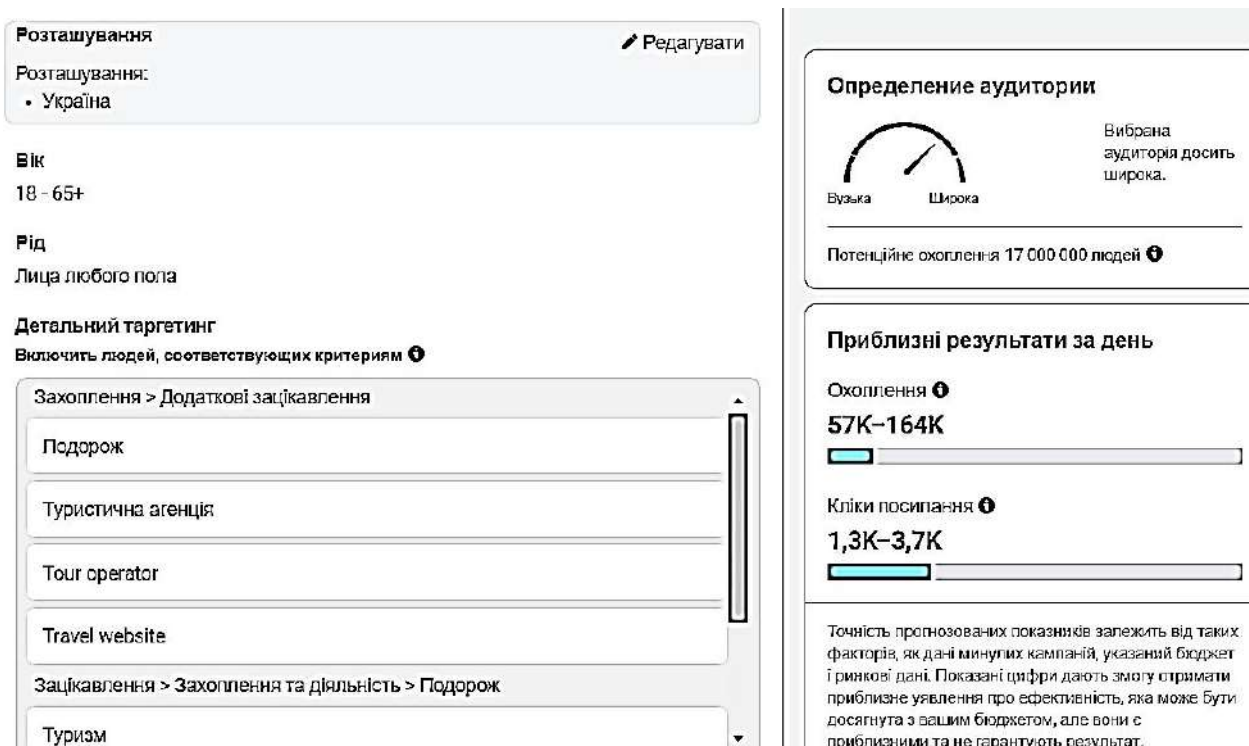 Розташування
Редагувати
Розташування:
• Україна
Вік
18 - 65+
Рід
Лица любого пола
Детальний таргетинг
Включить людей, соответствующих критериям
Захоплення > Додаткові зацікавлення
Подорож
Туристична агенція
Tour operator
Travel website
Зацікавлення > Захоплення та діяльність > Подорож
Туризм
Определение аудитории
Вибрана
аудиторія досить
широка.
Вузька
Широка
Потенційне охоплення 17 000 000 людей
Приблизні результати за день
Охоплення
57K–164K
Кліки посилання
1,3K–3,7K
Точність прогнозованих показників залежить від таких
факторів, як дані минулих кампаній, указаний бюджет
і ринкові дані. Показані цифри дають змогу отримати
приблизне уявлення про ефективність, яка може бути
досягнута з вашим бюджетом, але вони є
приблизними та не гарантують результат.